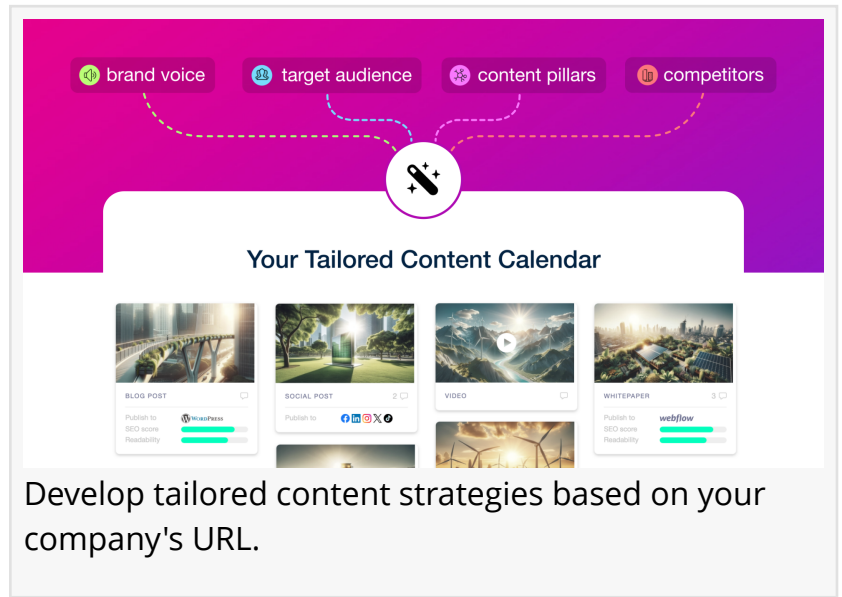 brand voice
target audience
content pillars
competitors
Your Tailored Content Calendar
BLOG POST
Publish to WORDPRESS
SEO score
Readability
SOCIAL POST 2
Publish to
VIDEO
WHITEPAPER 3
Publish to webflow
SEO score
Readability
Develop tailored content strategies based on your
company's URL.